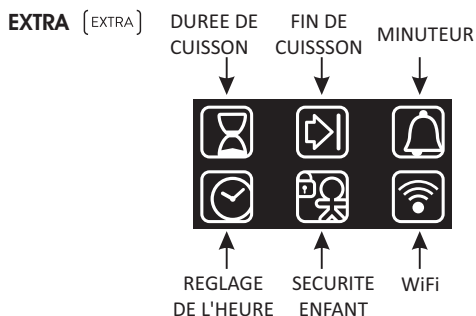 EXTRA [EXTRA]
DUREE DE
CUISSON
FIN DE
CUISSSON
MINUTEUR
REGLAGE
DE L'HEURE
SECURITE
ENFANT
WiFi